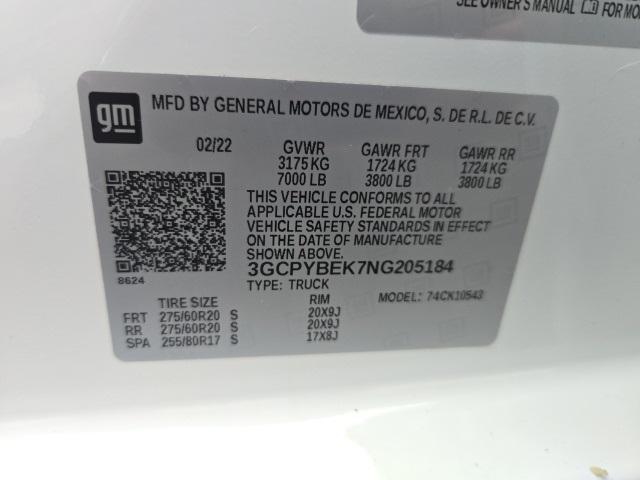 SEE OWNER'S MANUAL FOR MO
gm
MFD BY GENERAL MOTORS DE MEXICO, S. DE R.L. DE C.V.
02/22 GVWR GAWR FRT GAWR RR
3175 KG 1724 KG 1724 KG
7000 LB 3800 LB 3800 LB
THIS VEHICLE CONFORMS TO ALL
APPLICABLE U.S. FEDERAL MOTOR
VEHICLE SAFETY STANDARDS IN EFFECT
ON THE DATE OF MANUFACTURE
SHOWN ABOVE.
3GCPYBEK7NG205184
8624
TYPE: TRUCK
MODEL: 74CK10543
TIRE SIZE RIM
FRT 275/60R20 S 20X9J
RR 275/60R20 S 20X9J
SPA 255/80R17 S 17X8J